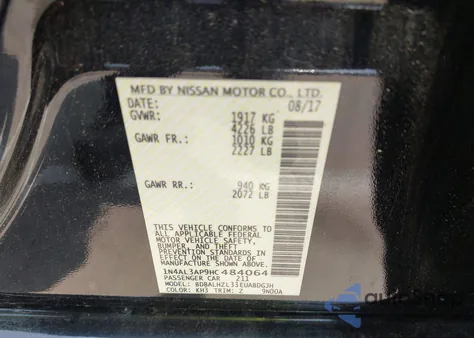 MFD BY NISSAN MOTOR CO., LTD.
DATE: 08/17
GVWR: 1917 KG
4226 LB
GAWR FR.: 1010 KG
2227 LB
GAWR RR.: 940 KG
2072 LB
THIS VEHICLE CONFORMS TO
ALL APPLICABLE FEDERAL
MOTOR VEHICLE SAFETY,
BUMPER, AND THEFT
PREVENTION STANDARDS IN
EFFECT ON THE DATE OF
MANUFACTURE SHOWN ABOVE.
1N4AL3AP9HC484064
PASSENGER CAR 211
MODEL: BDBALHZL33EUABDGJH
COLOR: KH3 TRIM: Z 9N00A
autobidshop